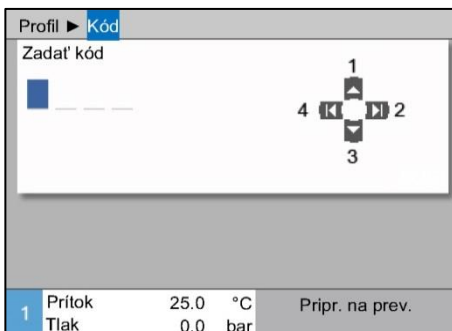 Profil ► Kód
Zadať kód
1
4 2
3
1 Prítok 25.0 °C Pripr. na prev.
Tlak 0.0 bar